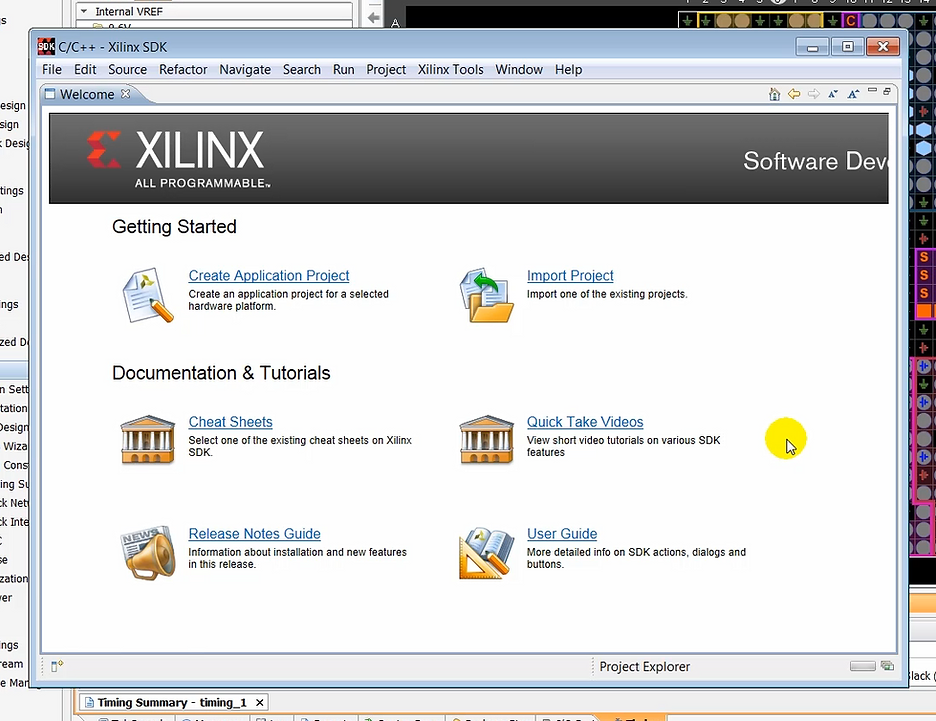 Internal VREF
A
C/C++ - Xilinx SDK
File Edit Source Refactor Navigate Search Run Project Xilinx Tools Window Help
Welcome
XILINX
ALL PROGRAMMABLE™
Software Dev
Getting Started
Create Application Project
Create an application project for a selected
hardware platform.
Import Project
Import one of the existing projects.
Documentation & Tutorials
Cheat Sheets
Select one of the existing cheat sheets on Xilinx
SDK.
Quick Take Videos
View short video tutorials on various SDK
features
Release Notes Guide
Information about installation and new features
in this release.
User Guide
More detailed info on SDK actions, dialogs and
buttons.
Project Explorer
Timing Summary - timing_1
C
S
S
S